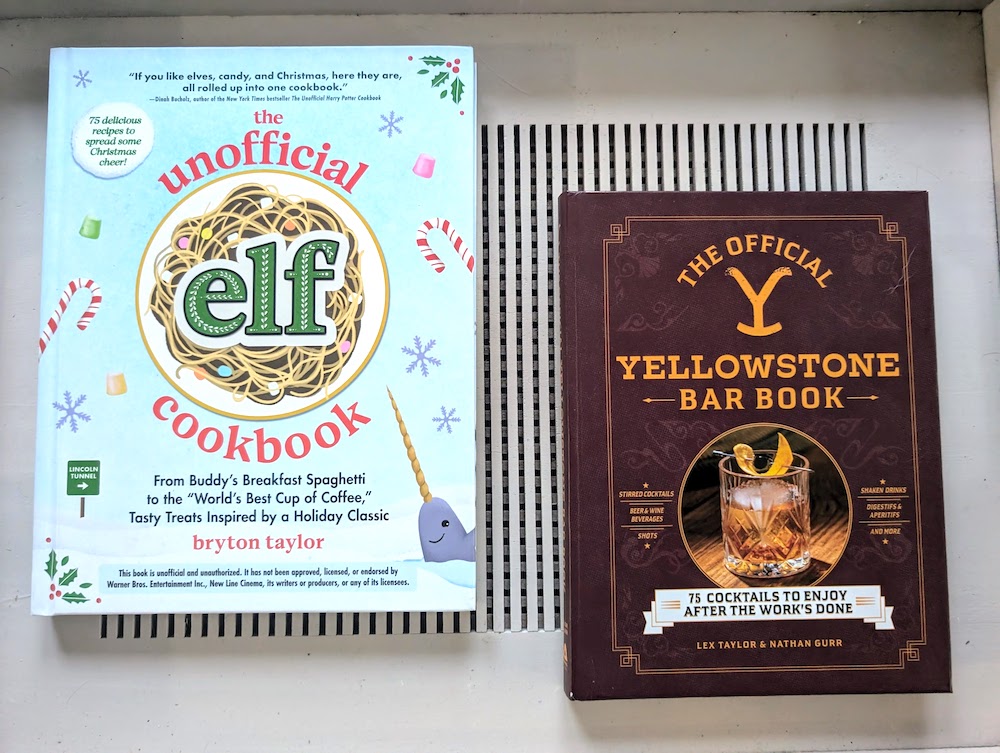 “If you like elves, candy, and Christmas, here they are,
all rolled up into one cookbook.”
—Dinah Bucholz, author of the New York Times bestseller The Unofficial Harry Potter Cookbook
75 delicious
recipes to
spread some
Christmas
cheer!
the
unofficial
elf
cookbook
LINCOLN
TUNNEL
From Buddy’s Breakfast Spaghetti
to the “World’s Best Cup of Coffee,”
Tasty Treats Inspired by a Holiday Classic
bryton taylor
This book is unofficial and unauthorized. It has not been approved, licensed, or endorsed by
Warner Bros. Entertainment Inc., New Line Cinema, its writers or producers, or any of its licensees.
THE OFFICIAL
Y
YELLOWSTONE
BAR BOOK
STIRRED COCKTAILS
BEER & WINE
BEVERAGES
SHOTS
SHAKEN DRINKS
DIGESTIFS &
APERITIFS
AND MORE
75 COCKTAILS TO ENJOY
AFTER THE WORK’S DONE
LEX TAYLOR & NATHAN GURR